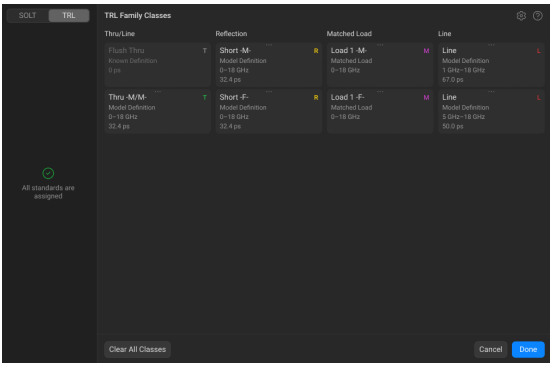 SOLT TRL TRL Family Classes
Thru/Line Reflection Matched Load Line
Flush Thru T Short -M- R Load 1 -M- M Line L
Known Definition Model Definition Matched Load Model Definition
0 ps 0–18 GHz 0–18 GHz 1 GHz–18 GHz
32.4 ps 67.0 ps
Thru -M/M- T Short -F- R Load 1 -F- M Line L
Model Definition Model Definition Matched Load Model Definition
0–18 GHz 0–18 GHz 0–18 GHz 5 GHz–18 GHz
32.4 ps 32.4 ps 50.0 ps
All standards are
assigned
Clear All Classes Cancel Done